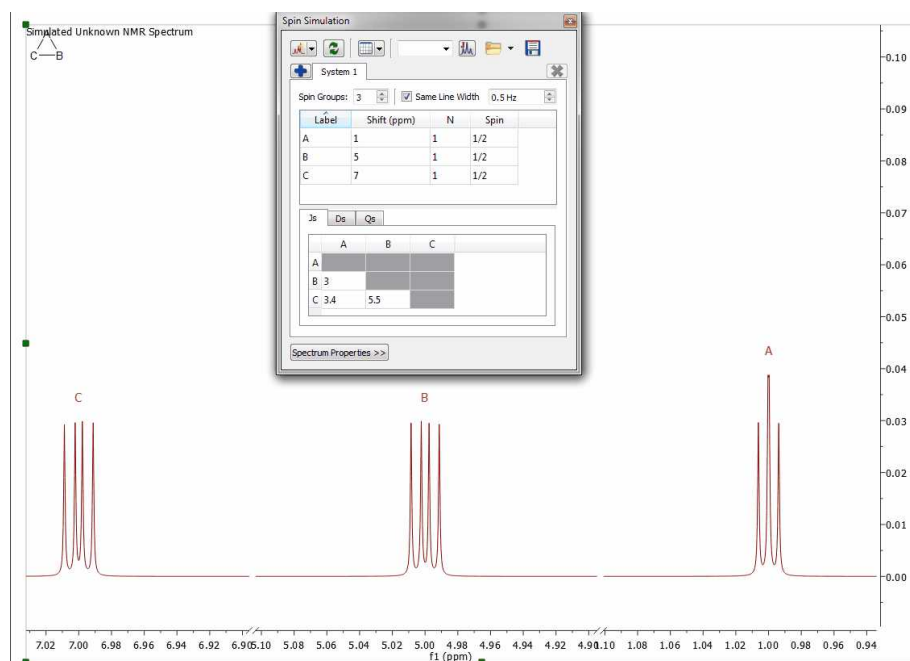 Simulated Unknown NMR Spectrum
A
C B
Spin Simulation
System 1
Spin Groups: 3 Same Line Width 0.5 Hz
Label Shift (ppm) N Spin
A 1 1 1/2
B 5 1 1/2
C 7 1 1/2
Js Ds Qs
A B C
A
B 3
C 3.4 5.5
Spectrum Properties >>
C
B
A
0.10
0.09
0.08
0.07
0.06
0.05
0.04
0.03
0.02
0.01
0.00
7.02 7.00 6.98 6.96 6.94 6.92 6.90 5.10 5.08 5.06 5.04 5.02 5.00 4.98 4.96 4.94 4.92 4.90 1.10 1.08 1.06 1.04 1.02 1.00 0.98 0.96 0.94
f1 (ppm)